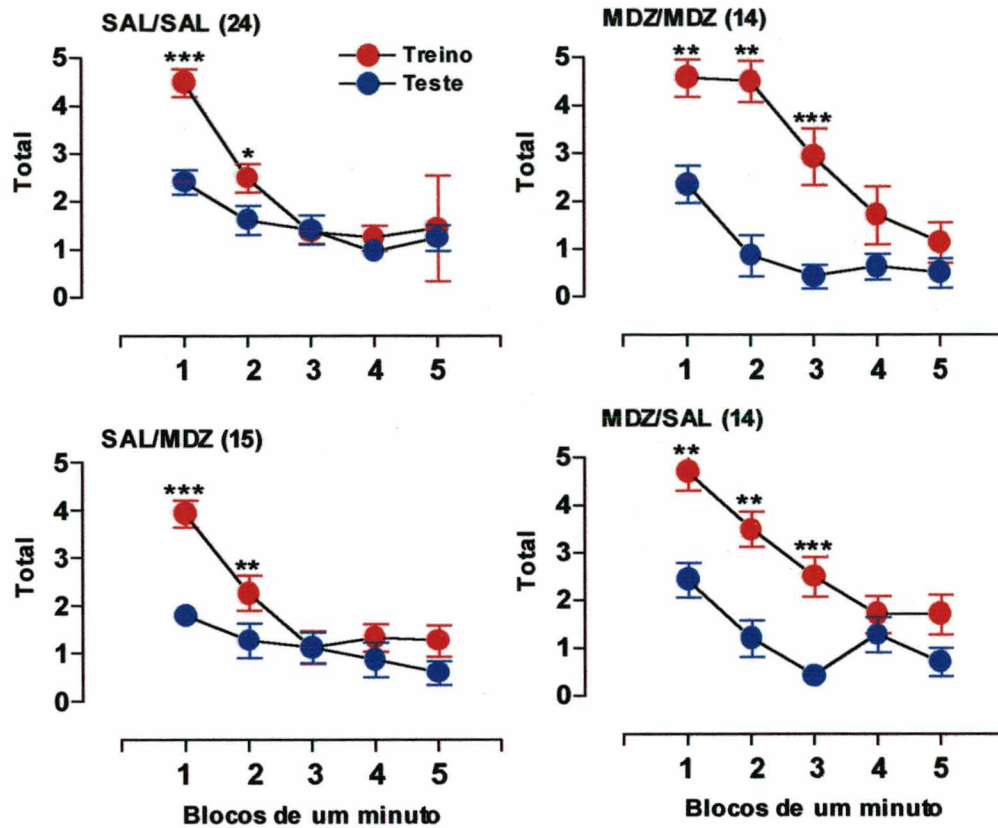 SAL/SAL (24)
Treino
Teste
Total
5
4
3
2
1
0
***
*
1 2 3 4 5
MDZ/MDZ (14)
Total
5
4
3
2
1
0
** ** ***
1 2 3 4 5
SAL/MDZ (15)
Total
5
4
3
2
1
0
***
**
1 2 3 4 5
Blocos de um minuto
MDZ/SAL (14)
Total
5
4
3
2
1
0
**
**
***
1 2 3 4 5
Blocos de um minuto